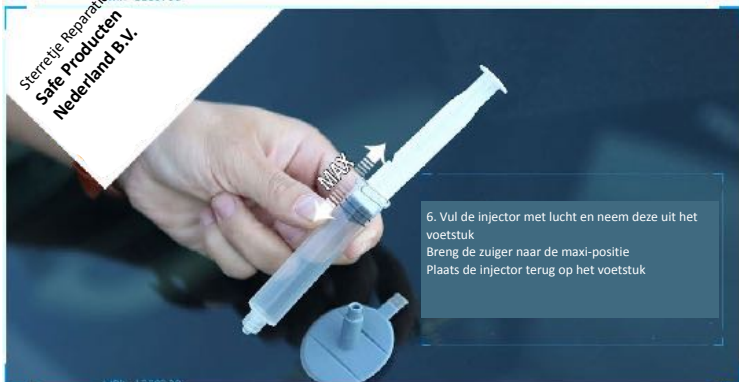 Sterretje Reparatie
Safe Producten
Nederland B.V.
MAX
6. Vul de injector met lucht en neem deze uit het
voetstuk
Breng de zuiger naar de maxi-positie
Plaats de injector terug op het voetstuk